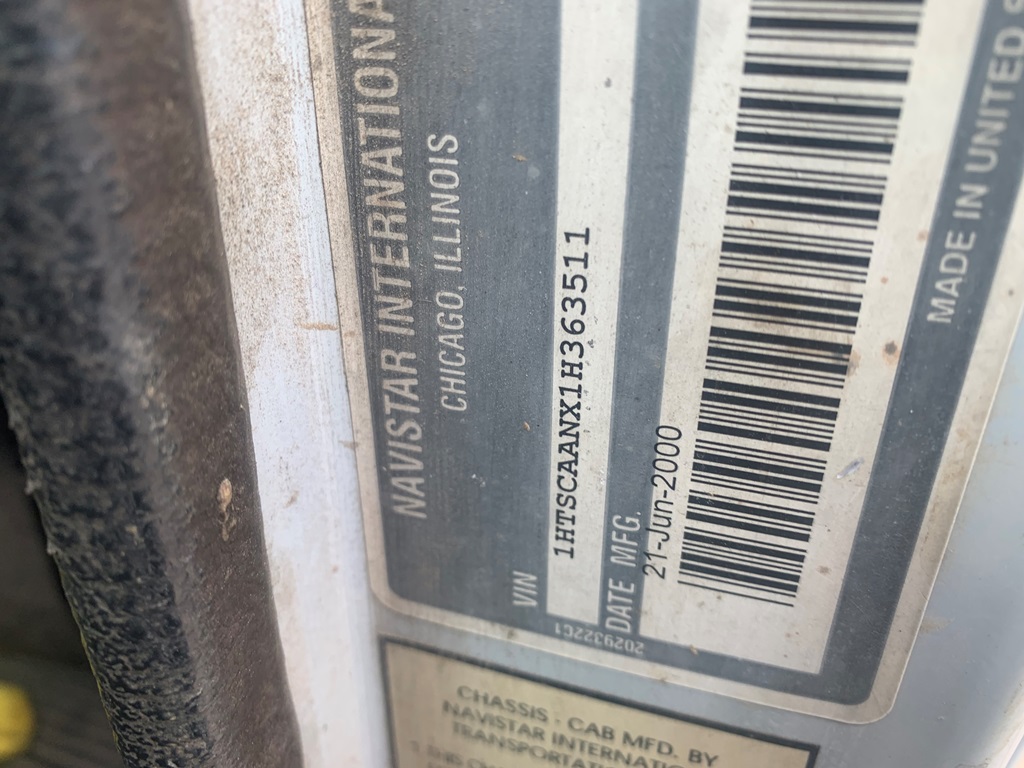 NAVISTAR INTERNATIONA
CHICAGO, ILLINOIS
VIN
1HTSCAANX1H363511
DATE MFG.
21-Jun-2000
MADE IN UNITED S
2029322C1
CHASSIS - CAB MFD. BY
NAVISTAR INTERNATIO
TRANSPORTATI